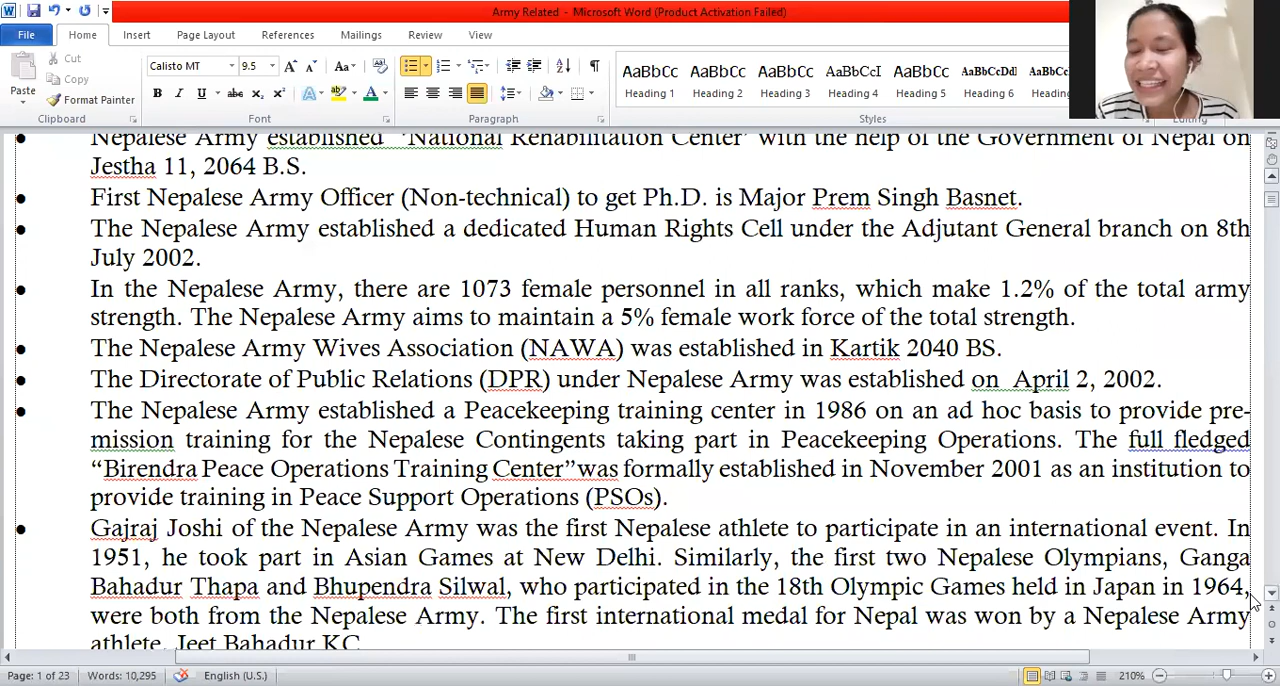 Army Related - Microsoft Word (Product Activation Failed)
File Home Insert Page Layout References Mailings Review View
Cut
Copy
Paste
Format Painter
Calisto MT 9.5
AaBbCc AaBbCc AaBbCc AaBbCcI AaBbCc AaBbCcDd AaBbC
Heading 1 Heading 2 Heading 3 Heading 4 Heading 5 Heading 6 Heading
Clipboard Font Paragraph Styles Editing
Nepalese Army established ‘National Rehabilitation Center’ with the help of the Government of Nepal on
Jestha 11, 2064 B.S.
First Nepalese Army Officer (Non-technical) to get Ph.D. is Major Prem Singh Basnet.
The Nepalese Army established a dedicated Human Rights Cell under the Adjutant General branch on 8th
July 2002.
In the Nepalese Army, there are 1073 female personnel in all ranks, which make 1.2% of the total army
strength. The Nepalese Army aims to maintain a 5% female work force of the total strength.
The Nepalese Army Wives Association (NAWA) was established in Kartik 2040 BS.
The Directorate of Public Relations (DPR) under Nepalese Army was established on April 2, 2002.
The Nepalese Army established a Peacekeeping training center in 1986 on an ad hoc basis to provide pre-
mission training for the Nepalese Contingents taking part in Peacekeeping Operations. The full fledged
“Birendra Peace Operations Training Center”was formally established in November 2001 as an institution to
provide training in Peace Support Operations (PSOs).
Gajraj Joshi of the Nepalese Army was the first Nepalese athlete to participate in an international event. In
1951, he took part in Asian Games at New Delhi. Similarly, the first two Nepalese Olympians, Ganga
Bahadur Thapa and Bhupendra Silwal, who participated in the 18th Olympic Games held in Japan in 1964,
were both from the Nepalese Army. The first international medal for Nepal was won by a Nepalese Army
athlete, Jeet Bahadur KC.
Page: 1 of 23 Words: 10,295 English (U.S.) 210%